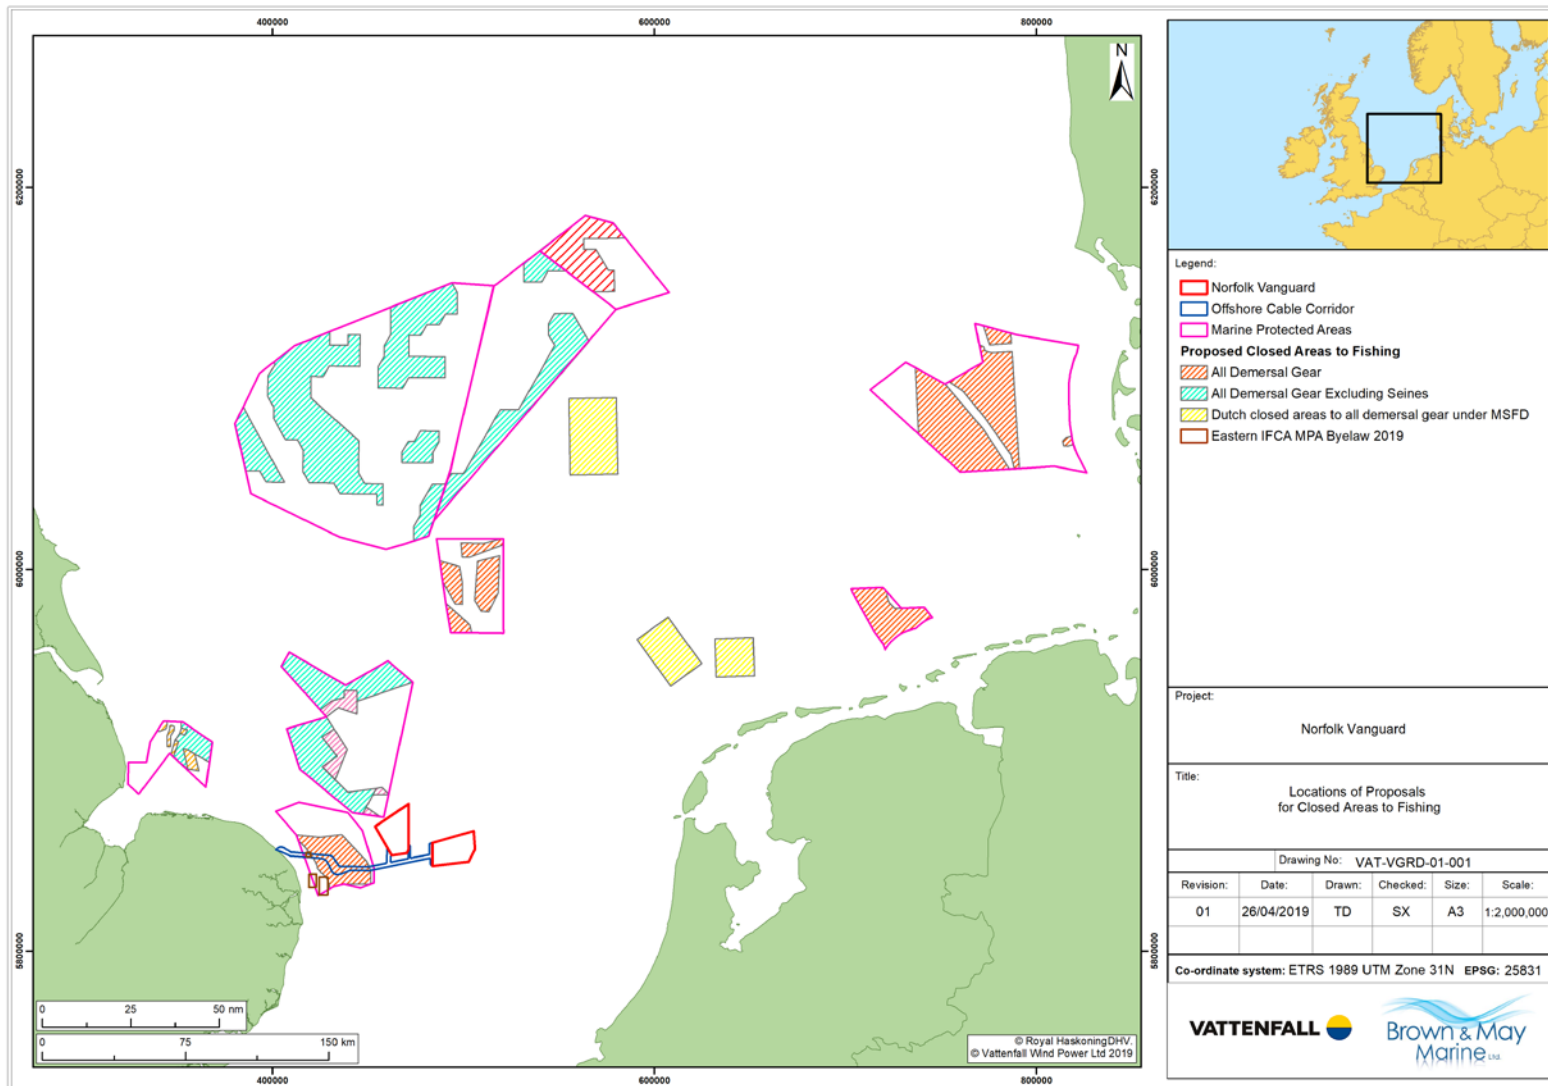 400000
600000
800000
N
6200000
6200000
6000000
6000000
5800000
5800000
0 25 50 nm
0 75 150 km
400000
600000
800000
© Royal HaskoningDHV.
© Vattenfall Wind Power Ltd 2019
Legend:
Norfolk Vanguard
Offshore Cable Corridor
Marine Protected Areas
Proposed Closed Areas to Fishing
All Demersal Gear
All Demersal Gear Excluding Seines
Dutch closed areas to all demersal gear under MSFD
Eastern IFCA MPA Byelaw 2019
Project:
Norfolk Vanguard
Title:
Locations of Proposals
for Closed Areas to Fishing
Drawing No: VAT-VGRD-01-001
Revision: Date: Drawn: Checked: Size: Scale:
01 26/04/2019 TD SX A3 1:2,000,000
Co-ordinate system: ETRS 1989 UTM Zone 31N EPSG: 25831
VATTENFALL
Brown & May
Marine Ltd